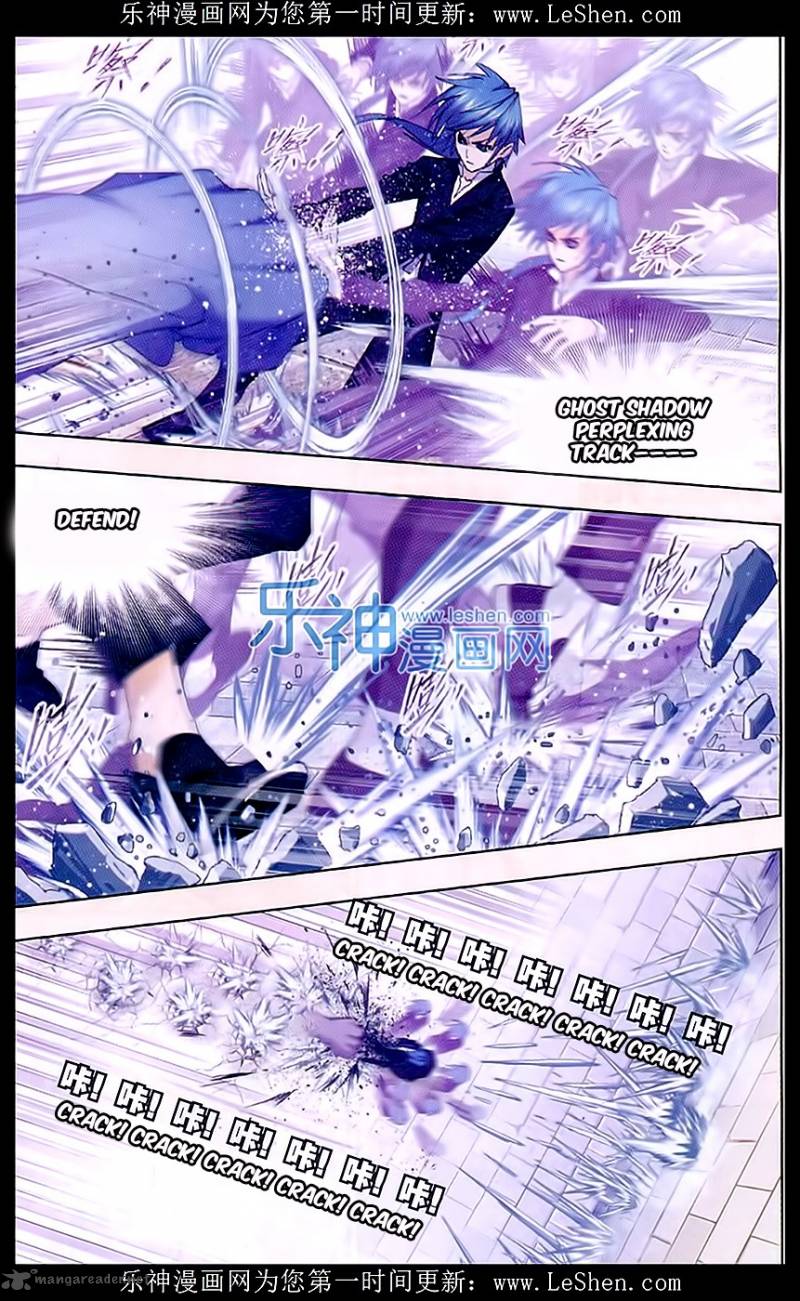 乐神漫画网为您第一时间更新：www.LeShen.com
嚓！
嚓！
嚓！
嚓！
GHOST SHADOW
PERPLEXING
TRACK----
DEFEND!
嘭！
嘭！
嘭！
www.leshen.com
乐神漫画网
咔! 咔! 咔! 咔! 咔! 咔! 咔!
CRACK! CRACK! CRACK! CRACK! CRACK!
咔! 咔! 咔! 咔! 咔! 咔! 咔!
CRACK! CRACK! CRACK! CRACK! CRACK!
mangareader.net
乐神漫画网为您第一时间更新：www.LeShen.com